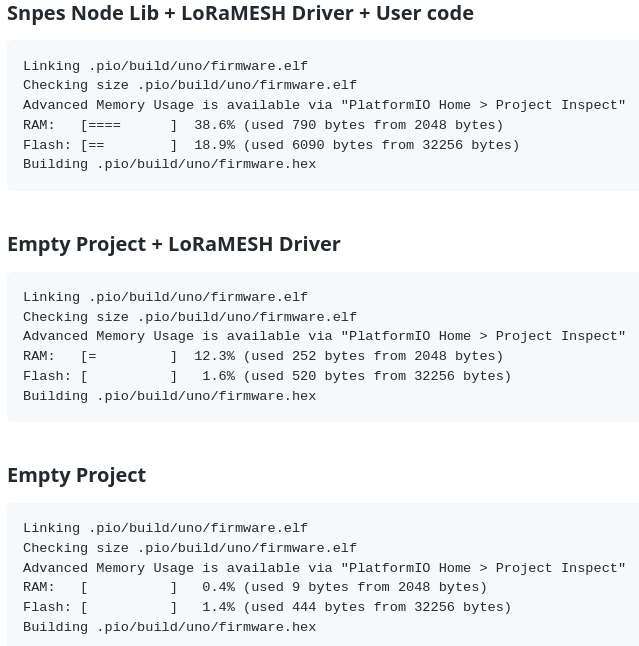 Snpes Node Lib + LoRaMESH Driver + User code
Linking .pio/build/uno/firmware.elf
Checking size .pio/build/uno/firmware.elf
Advanced Memory Usage is available via "PlatformIO Home > Project Inspect"
RAM:   [====      ]  38.6% (used 790 bytes from 2048 bytes)
Flash: [==        ]  18.9% (used 6090 bytes from 32256 bytes)
Building .pio/build/uno/firmware.hex
Empty Project + LoRaMESH Driver
Linking .pio/build/uno/firmware.elf
Checking size .pio/build/uno/firmware.elf
Advanced Memory Usage is available via "PlatformIO Home > Project Inspect"
RAM:   [=         ]  12.3% (used 252 bytes from 2048 bytes)
Flash: [          ]   1.6% (used 520 bytes from 32256 bytes)
Building .pio/build/uno/firmware.hex
Empty Project
Linking .pio/build/uno/firmware.elf
Checking size .pio/build/uno/firmware.elf
Advanced Memory Usage is available via "PlatformIO Home > Project Inspect"
RAM:   [          ]   0.4% (used 9 bytes from 2048 bytes)
Flash: [          ]   1.4% (used 444 bytes from 32256 bytes)
Building .pio/build/uno/firmware.hex